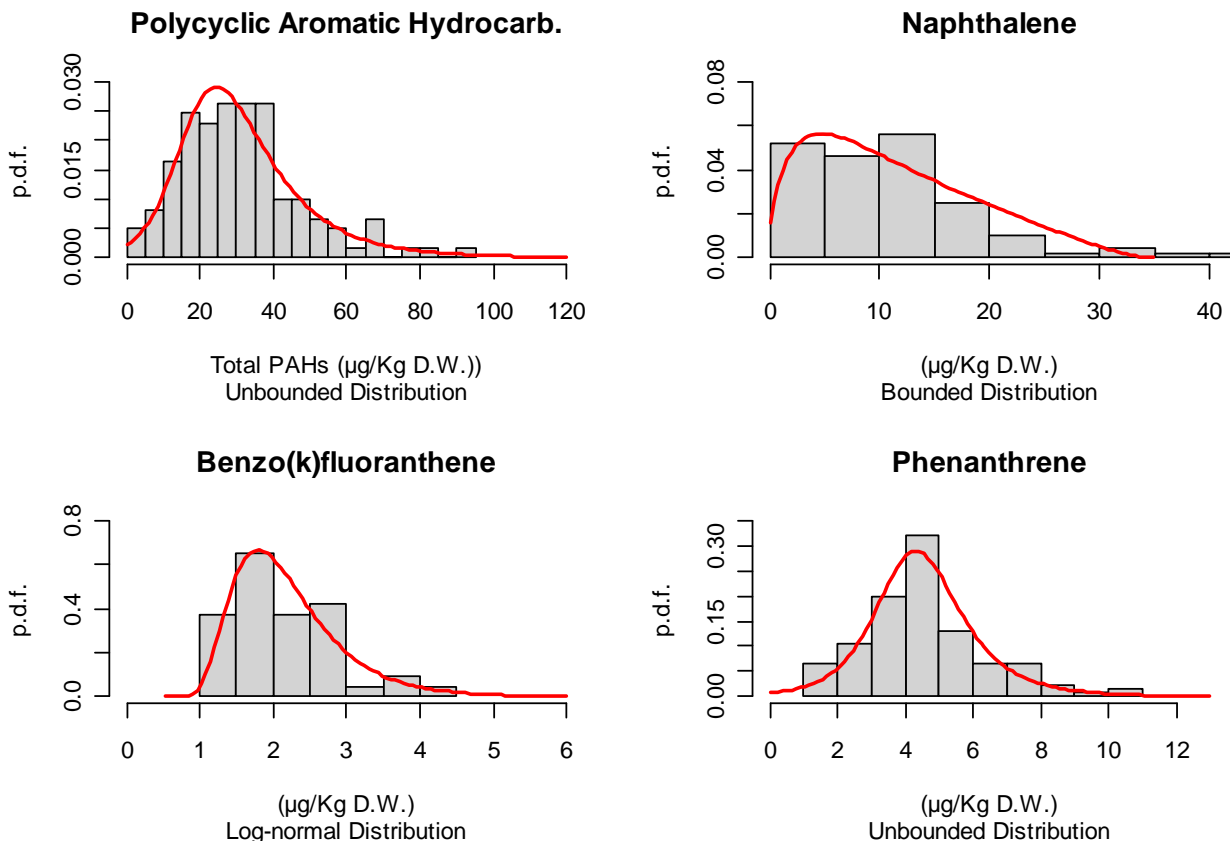 Polycyclic Aromatic Hydrocarb.
p.d.f.
0.000 0.015 0.030
0 20 40 60 80 100 120
Total PAHs (µg/Kg D.W.))
Unbounded Distribution
Naphthalene
p.d.f.
0.00 0.04 0.08
0 10 20 30 40
(µg/Kg D.W.)
Bounded Distribution
Benzo(k)fluoranthene
p.d.f.
0.0 0.4 0.8
0 1 2 3 4 5 6
(µg/Kg D.W.)
Log-normal Distribution
Phenanthrene
p.d.f.
0.00 0.15 0.30
0 2 4 6 8 10 12
(µg/Kg D.W.)
Unbounded Distribution